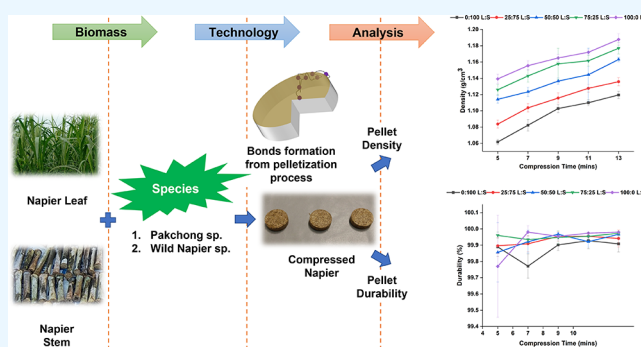 Biomass
Technology
Analysis
Napier Leaf
Napier
Stem
Species
1. Pakchong sp.
2. Wild Napier sp.
Bonds formation
from pelletization
process
Compressed
Napier
Pellet
Density
Pellet
Durability
0:100 L:S 25:75 L:S 50:50 L:S 75:25 L:S 100:0 L:S
Density g/cm³
1.20
1.18
1.16
1.14
1.12
1.10
1.08
1.06
5 7 9 11 13
Compression Time (mins)
0:100 L:S 25:75 L:S 50:50 L:S 75:25 L:S 100:0 L:S
Durability (%)
100.2
100.1
100.0
99.9
99.8
99.7
99.6
99.5
99.4
4 5 6 7 8 9 10
Compression Time (mins)